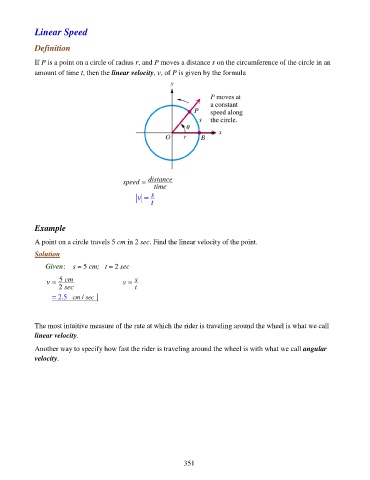 Linear Speed
Definition
If P is a point on a circle of radius r, and P moves a distance s on the circumference of the circle in an
amount of time t, then the linear velocity, v, of P is given by the formula
y
P moves at
a constant
speed along
the circle.
P
s
θ
x
O r B
speed = distance / time
|v| = s / t
Example
A point on a circle travels 5 cm in 2 sec. Find the linear velocity of the point.
Solution
Given: s = 5 cm; t = 2 sec
v = 5 cm / 2 sec v = s / t
= 2.5 cm / sec |
The most intuitive measure of the rate at which the rider is traveling around the wheel is what we call
linear velocity.
Another way to specify how fast the rider is traveling around the wheel is with what we call angular
velocity.
351